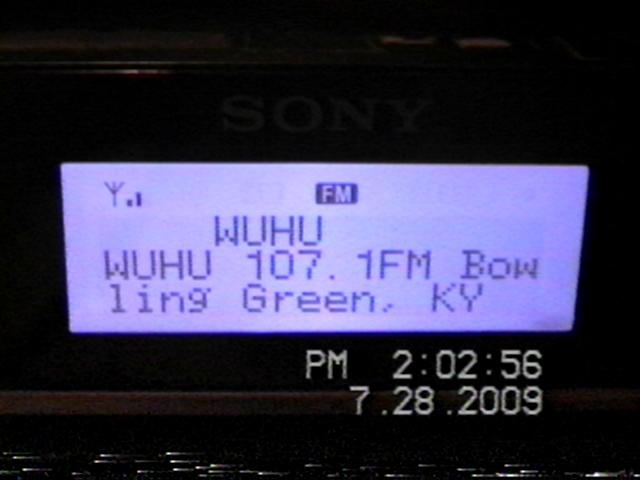 SONY
FM
WUHU
WUHU 107.1FM Bow
ling Green, KY
PM 2:02:56
7.28.2009